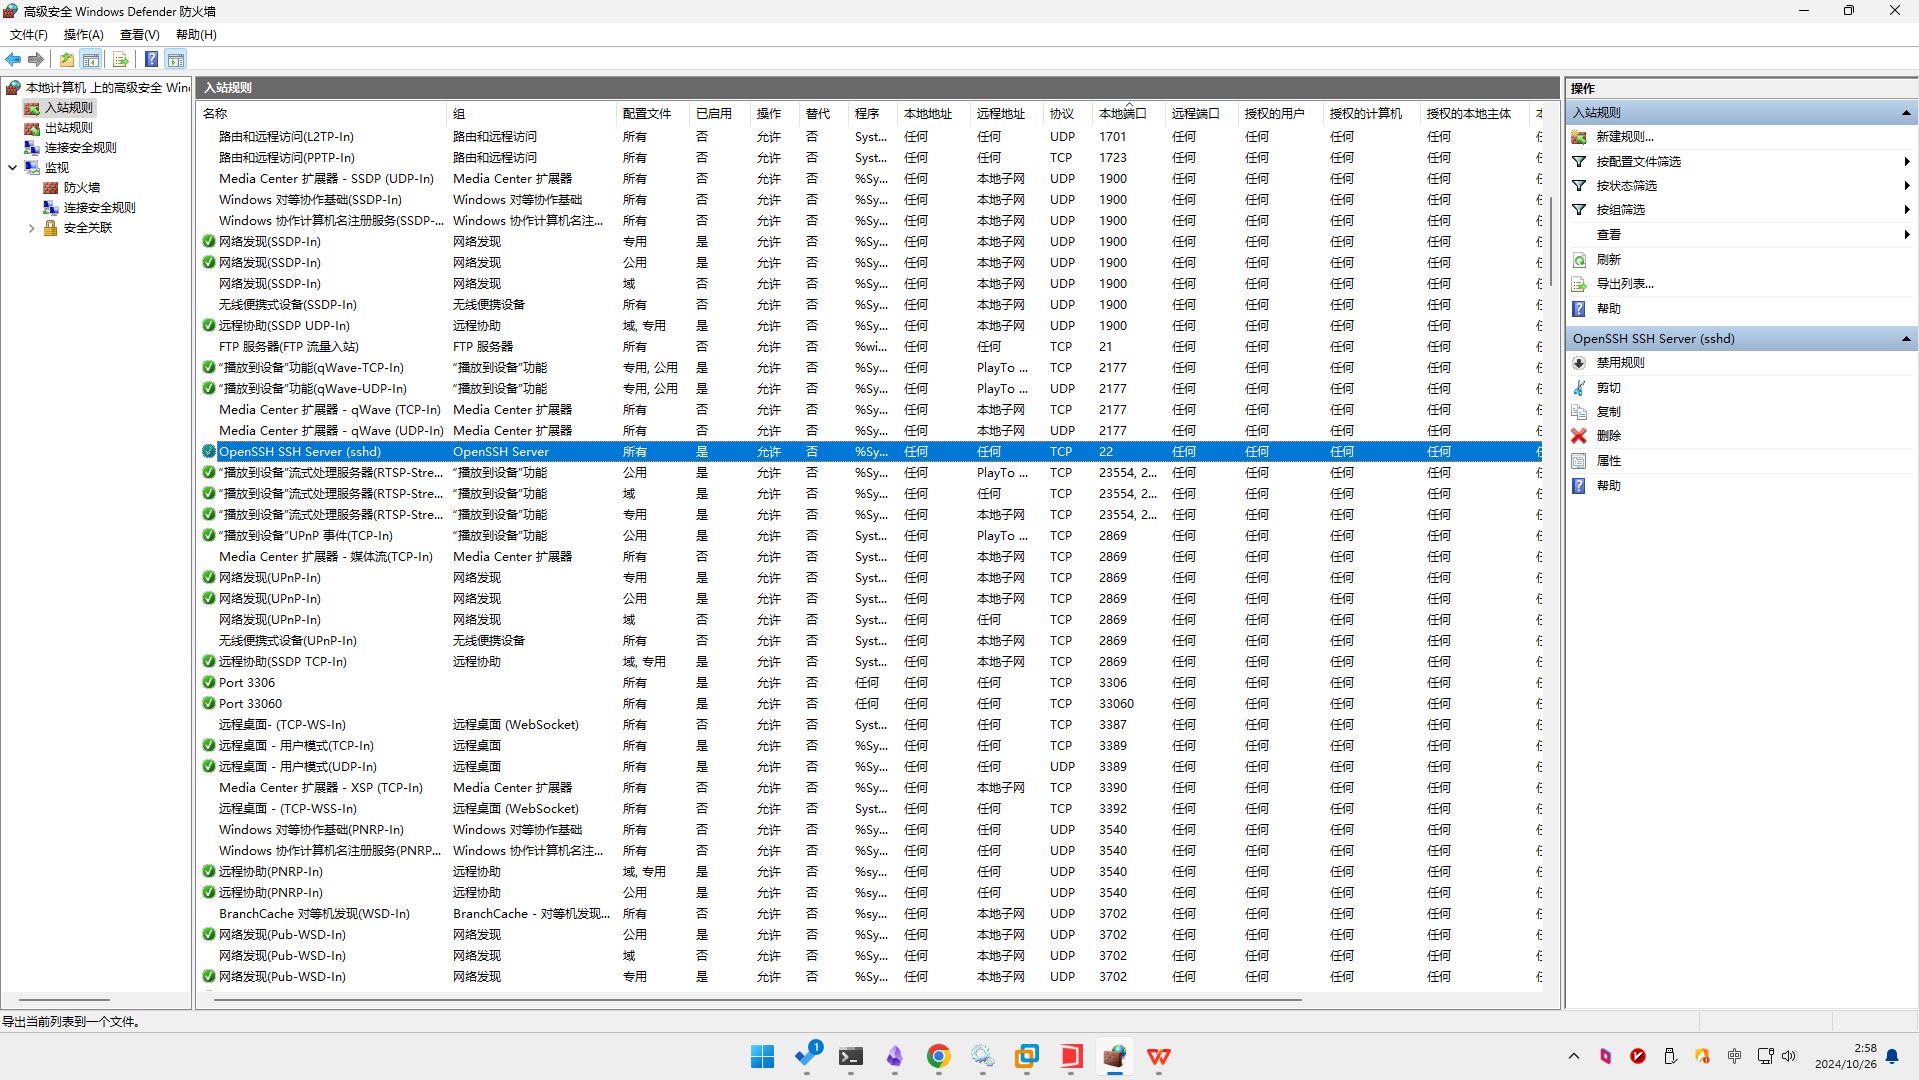 高级安全 Windows Defender 防火墙
文件(F) 操作(A) 查看(V) 帮助(H)
本地计算机 上的高级安全 Win
入站规则
出站规则
连接安全规则
监视
防火墙
连接安全规则
安全关联
入站规则
名称 组 配置文件 已启用 操作 替代 程序 本地地址 远程地址 协议 本地端口 远程端口 授权的用户 授权的计算机 授权的本地主体
路由和远程访问(L2TP-In) 路由和远程访问 所有 否 允许 否 Syst... 任何 任何 UDP 1701 任何 任何 任何 任何
路由和远程访问(PPTP-In) 路由和远程访问 所有 否 允许 否 Syst... 任何 任何 TCP 1723 任何 任何 任何 任何
Media Center 扩展器 - SSDP (UDP-In) Media Center 扩展器 所有 否 允许 否 %Sy... 任何 本地子网 UDP 1900 任何 任何 任何 任何
Windows 对等协作基础(SSDP-In) Windows 对等协作基础 所有 否 允许 否 %Sy... 任何 本地子网 UDP 1900 任何 任何 任何 任何
Windows 协作计算机名注册服务(SSDP-... Windows 协作计算机名注... 所有 否 允许 否 %Sy... 任何 本地子网 UDP 1900 任何 任何 任何 任何
网络发现(SSDP-In) 网络发现 专用 是 允许 否 %Sy... 任何 本地子网 UDP 1900 任何 任何 任何 任何
网络发现(SSDP-In) 网络发现 公用 是 允许 否 %Sy... 任何 本地子网 UDP 1900 任何 任何 任何 任何
网络发现(SSDP-In) 网络发现 域 否 允许 否 %Sy... 任何 本地子网 UDP 1900 任何 任何 任何 任何
无线便携式设备(SSDP-In) 无线便携设备 所有 否 允许 否 %Sy... 任何 本地子网 UDP 1900 任何 任何 任何 任何
远程协助(SSDP UDP-In) 远程协助 域, 专用 是 允许 否 %Sy... 任何 本地子网 UDP 1900 任何 任何 任何 任何
FTP 服务器(FTP 流量入站) FTP 服务器 所有 否 允许 否 %wi... 任何 任何 TCP 21 任何 任何 任何 任何
“播放到设备”功能(qWave-TCP-In) “播放到设备”功能 专用, 公用 是 允许 否 %Sy... 任何 PlayTo ... TCP 2177 任何 任何 任何 任何
“播放到设备”功能(qWave-UDP-In) “播放到设备”功能 专用, 公用 是 允许 否 %Sy... 任何 PlayTo ... UDP 2177 任何 任何 任何 任何
Media Center 扩展器 - qWave (TCP-In) Media Center 扩展器 所有 否 允许 否 %Sy... 任何 本地子网 TCP 2177 任何 任何 任何 任何
Media Center 扩展器 - qWave (UDP-In) Media Center 扩展器 所有 否 允许 否 %Sy... 任何 本地子网 UDP 2177 任何 任何 任何 任何
OpenSSH SSH Server (sshd) OpenSSH Server 所有 是 允许 否 %Sy... 任何 任何 TCP 22 任何 任何 任何 任何
“播放到设备”流式处理服务器(RTSP-Stre... “播放到设备”功能 公用 是 允许 否 %Sy... 任何 PlayTo ... TCP 23554, 2... 任何 任何 任何 任何
“播放到设备”流式处理服务器(RTSP-Stre... “播放到设备”功能 域 是 允许 否 %Sy... 任何 任何 TCP 23554, 2... 任何 任何 任何 任何
“播放到设备”流式处理服务器(RTSP-Stre... “播放到设备”功能 专用 是 允许 否 %Sy... 任何 本地子网 TCP 23554, 2... 任何 任何 任何 任何
“播放到设备”UPnP 事件(TCP-In) “播放到设备”功能 公用 是 允许 否 Syst... 任何 PlayTo ... TCP 2869 任何 任何 任何 任何
Media Center 扩展器 - 媒体流(TCP-In) Media Center 扩展器 所有 否 允许 否 Syst... 任何 本地子网 TCP 2869 任何 任何 任何 任何
网络发现(UPnP-In) 网络发现 专用 是 允许 否 Syst... 任何 本地子网 TCP 2869 任何 任何 任何 任何
网络发现(UPnP-In) 网络发现 公用 是 允许 否 Syst... 任何 本地子网 TCP 2869 任何 任何 任何 任何
网络发现(UPnP-In) 网络发现 域 否 允许 否 Syst... 任何 任何 TCP 2869 任何 任何 任何 任何
无线便携式设备(UPnP-In) 无线便携设备 所有 否 允许 否 Syst... 任何 本地子网 TCP 2869 任何 任何 任何 任何
远程协助(SSDP TCP-In) 远程协助 域, 专用 是 允许 否 Syst... 任何 本地子网 TCP 2869 任何 任何 任何 任何
Port 3306 所有 是 允许 否 任何 任何 任何 TCP 3306 任何 任何 任何 任何
Port 33060 所有 是 允许 否 任何 任何 任何 TCP 33060 任何 任何 任何 任何
远程桌面- (TCP-WS-In) 远程桌面 (WebSocket) 所有 否 允许 否 Syst... 任何 任何 TCP 3387 任何 任何 任何 任何
远程桌面 - 用户模式(TCP-In) 远程桌面 所有 是 允许 否 %Sy... 任何 任何 TCP 3389 任何 任何 任何 任何
远程桌面 - 用户模式(UDP-In) 远程桌面 所有 是 允许 否 %Sy... 任何 任何 UDP 3389 任何 任何 任何 任何
Media Center 扩展器 - XSP (TCP-In) Media Center 扩展器 所有 否 允许 否 %Sy... 任何 本地子网 TCP 3390 任何 任何 任何 任何
远程桌面 - (TCP-WSS-In) 远程桌面 (WebSocket) 所有 否 允许 否 Syst... 任何 任何 TCP 3392 任何 任何 任何 任何
Windows 对等协作基础(PNRP-In) Windows 对等协作基础 所有 否 允许 否 %Sy... 任何 任何 UDP 3540 任何 任何 任何 任何
Windows 协作计算机名注册服务(PNRP... Windows 协作计算机名注... 所有 否 允许 否 %Sy... 任何 任何 UDP 3540 任何 任何 任何 任何
远程协助(PNRP-In) 远程协助 域, 专用 是 允许 否 %sy... 任何 任何 UDP 3540 任何 任何 任何 任何
远程协助(PNRP-In) 远程协助 公用 是 允许 否 %sy... 任何 任何 UDP 3540 任何 任何 任何 任何
BranchCache 对等机发现(WSD-In) BranchCache - 对等机发现... 所有 否 允许 否 %sy... 任何 本地子网 UDP 3702 任何 任何 任何 任何
网络发现(Pub-WSD-In) 网络发现 公用 是 允许 否 %Sy... 任何 本地子网 UDP 3702 任何 任何 任何 任何
网络发现(Pub-WSD-In) 网络发现 域 否 允许 否 %Sy... 任何 任何 UDP 3702 任何 任何 任何 任何
网络发现(Pub-WSD-In) 网络发现 专用 是 允许 否 %Sy... 任何 本地子网 UDP 3702 任何 任何 任何 任何
操作
入站规则
新建规则...
按配置文件筛选
按状态筛选
按组筛选
查看
刷新
导出列表...
帮助
OpenSSH SSH Server (sshd)
禁用规则
剪切
复制
删除
属性
帮助
导出当前列表到一个文件。
1
中
2:58
2024/10/26